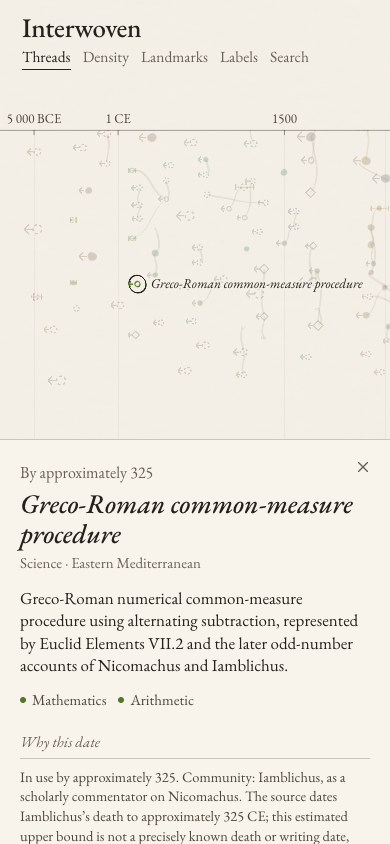 Interwoven
Threads Density Landmarks Labels Search
5 000 BCE 1 CE 1500
Greco-Roman common-measure procedure
By approximately 325
Greco-Roman common-measure
procedure
Science · Eastern Mediterranean
Greco-Roman numerical common-measure
procedure using alternating subtraction, represented
by Euclid Elements VII.2 and the later odd-number
accounts of Nicomachus and Iamblichus.
Mathematics Arithmetic
Why this date
In use by approximately 325. Community: Iamblichus, as a
scholarly commentator on Nicomachus. The source dates
Iamblichus’s death to approximately 325 CE; this estimated
upper bound is not a precisely known death or writing date,